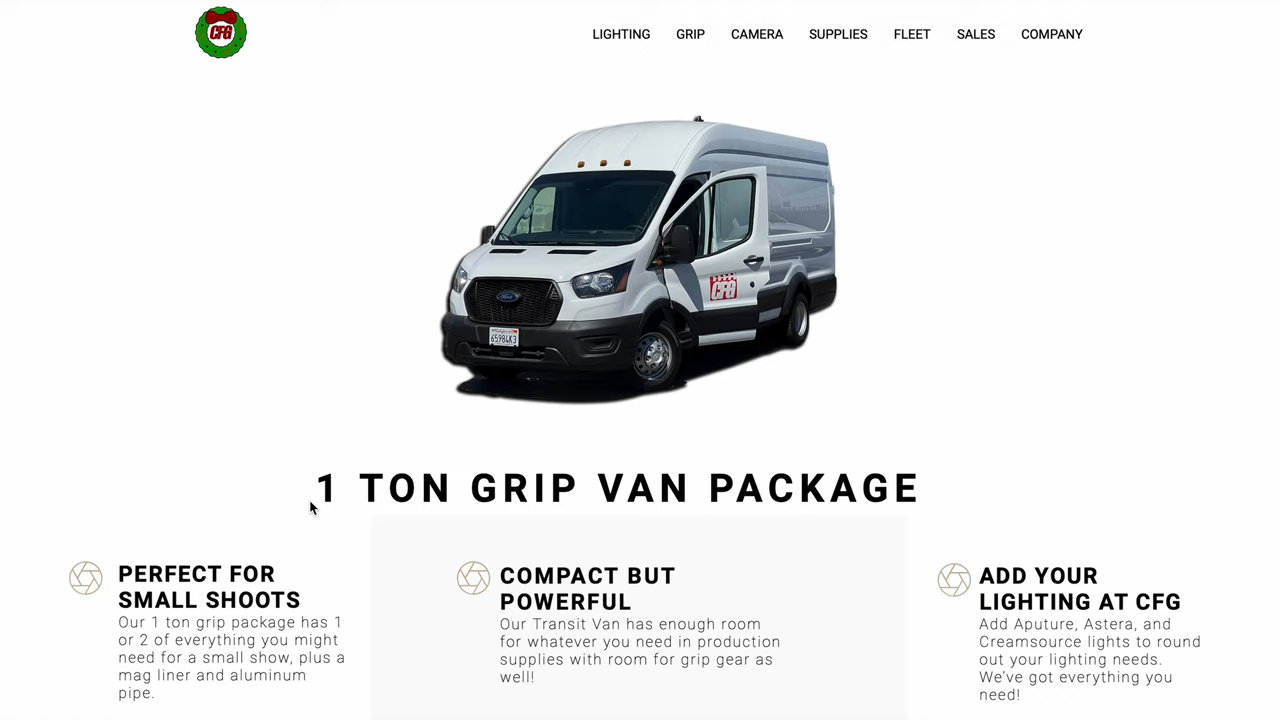 CFG
LIGHTING GRIP CAMERA SUPPLIES FLEET SALES COMPANY
Ford
CFG
65984K3
1 TON GRIP VAN PACKAGE
PERFECT FOR
SMALL SHOOTS
Our 1 ton grip package has 1
or 2 of everything you might
need for a small show, plus a
mag liner and aluminum
pipe.
COMPACT BUT
POWERFUL
Our Transit Van has enough room
for whatever you need in production
supplies with room for grip gear as
well!
ADD YOUR
LIGHTING AT CFG
Add Aputure, Astera, and
Creamsource lights to round
out your lighting needs.
We've got everything you
need!